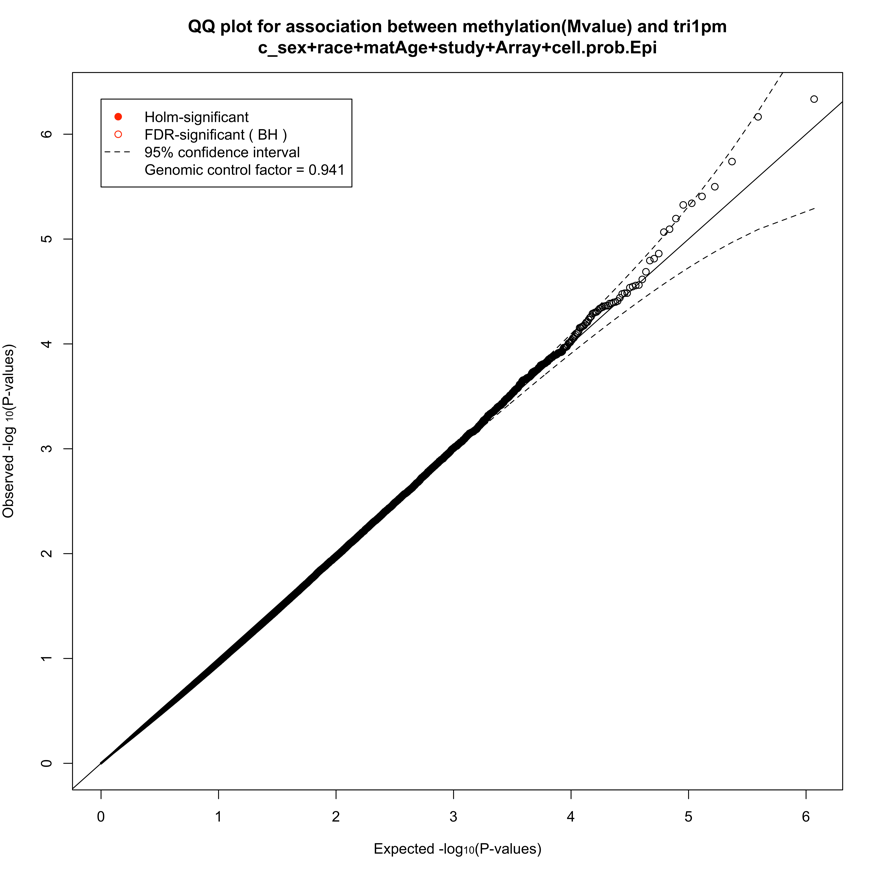 QQ plot for association between methylation(Mvalue) and tri1pm
c_sex+race+matAge+study+Array+cell.prob.Epi
Holm-significant
FDR-significant ( BH )
95% confidence interval
Genomic control factor = 0.941
Observed -log 10(P-values)
6
5
4
3
2
1
0
0 1 2 3 4 5 6
Expected -log10(P-values)